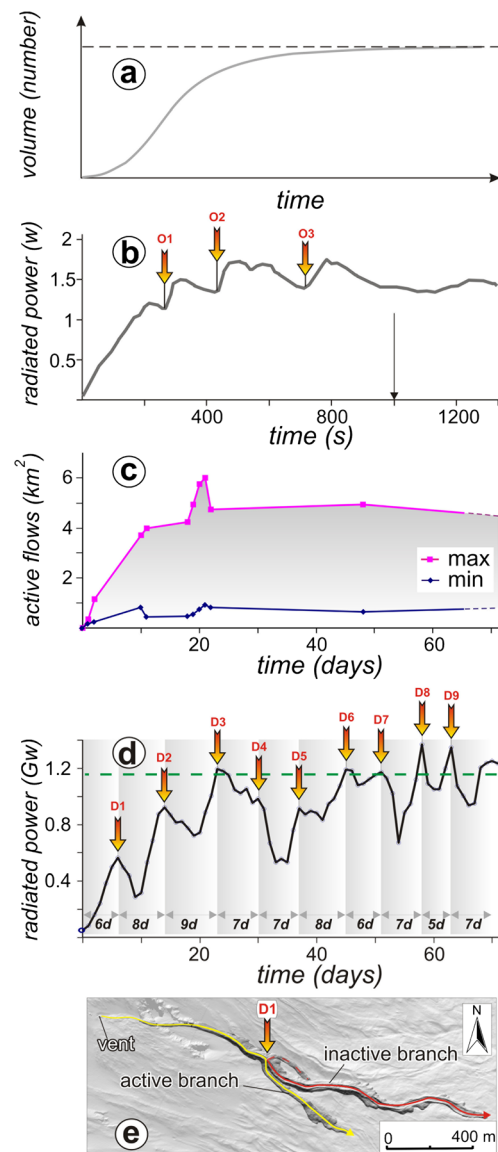 a
volume (number)
time
b
radiated power (w)
2
1.5
1
0.5
O1
O2
O3
400
800
1200
time (s)
c
active flows (km²)
6
4
2
max
min
0
20
40
60
time (days)
d
radiated power (Gw)
1.2
0.8
0.4
D1
D2
D3
D4
D5
D6
D7
D8
D9
6d
8d
9d
7d
7d
8d
6d
7d
5d
7d
0
20
40
60
time (days)
D1
N
vent
inactive branch
active branch
e
0
400 m